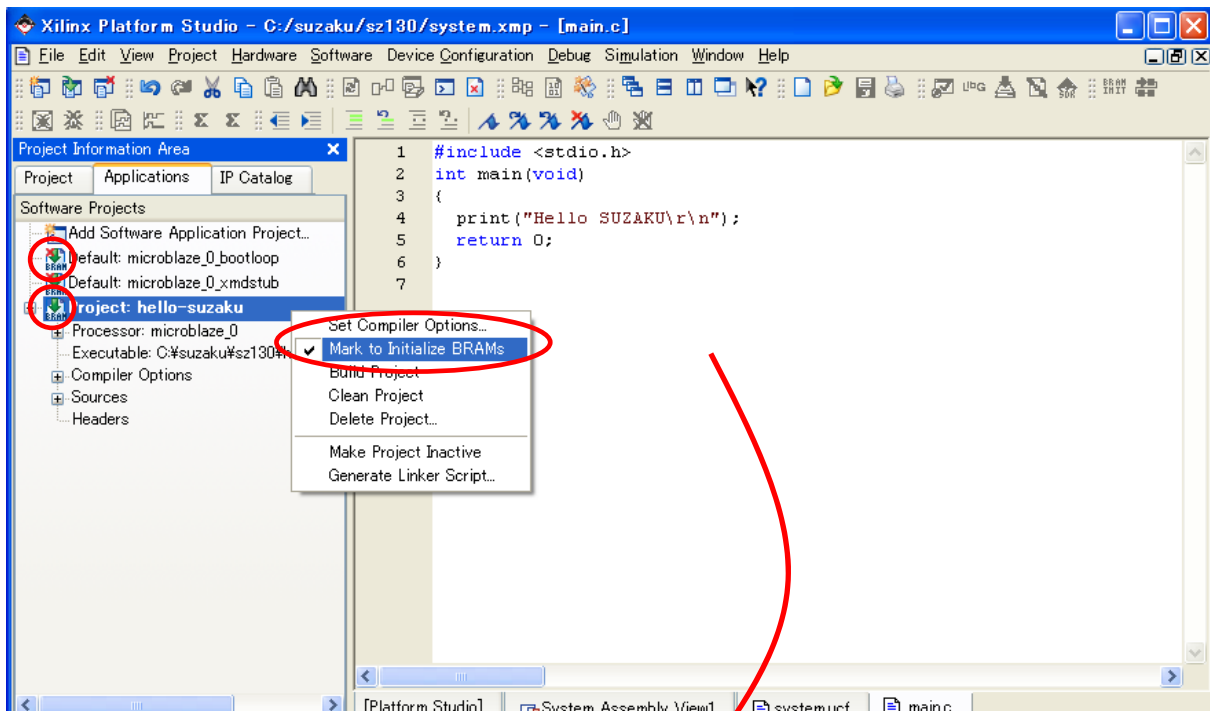 Xilinx Platform Studio - C:/suzaku/sz130/system.xmp - [main.c]
File Edit View Project Hardware Software Device Configuration Debug Simulation Window Help
Project Information Area
Project Applications IP Catalog
Software Projects
Add Software Application Project...
Default: microblaze_0_bootloop
Default: microblaze_0_xmdstub
Project: hello-suzaku
Processor: microblaze_0
Executable: C:¥suzaku¥sz130¥
Compiler Options
Sources
Headers
Set Compiler Options...
Mark to Initialize BRAMs
Build Project
Clean Project
Delete Project...
Make Project Inactive
Generate Linker Script...
1 #include <stdio.h>
2 int main(void)
3 {
4 print("Hello SUZAKU\r\n");
5 return 0;
6 }
7
[Platform Studio] System Assembly View1 system.ucf main.c